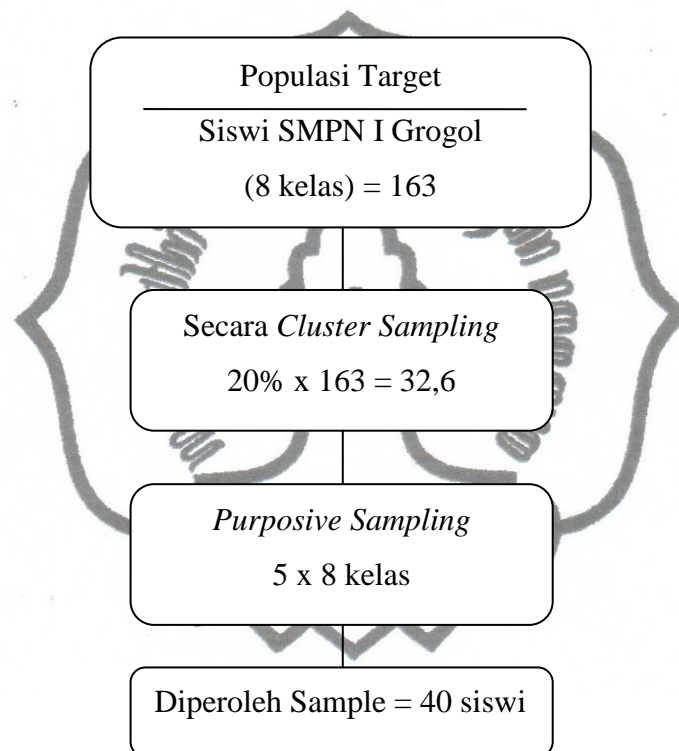 Populasi Target
Siswi SMPN I Grogol
(8 kelas) = 163
Secara Cluster Sampling
20% x 163 = 32,6
Purposive Sampling
5 x 8 kelas
Diperoleh Sample = 40 siswi